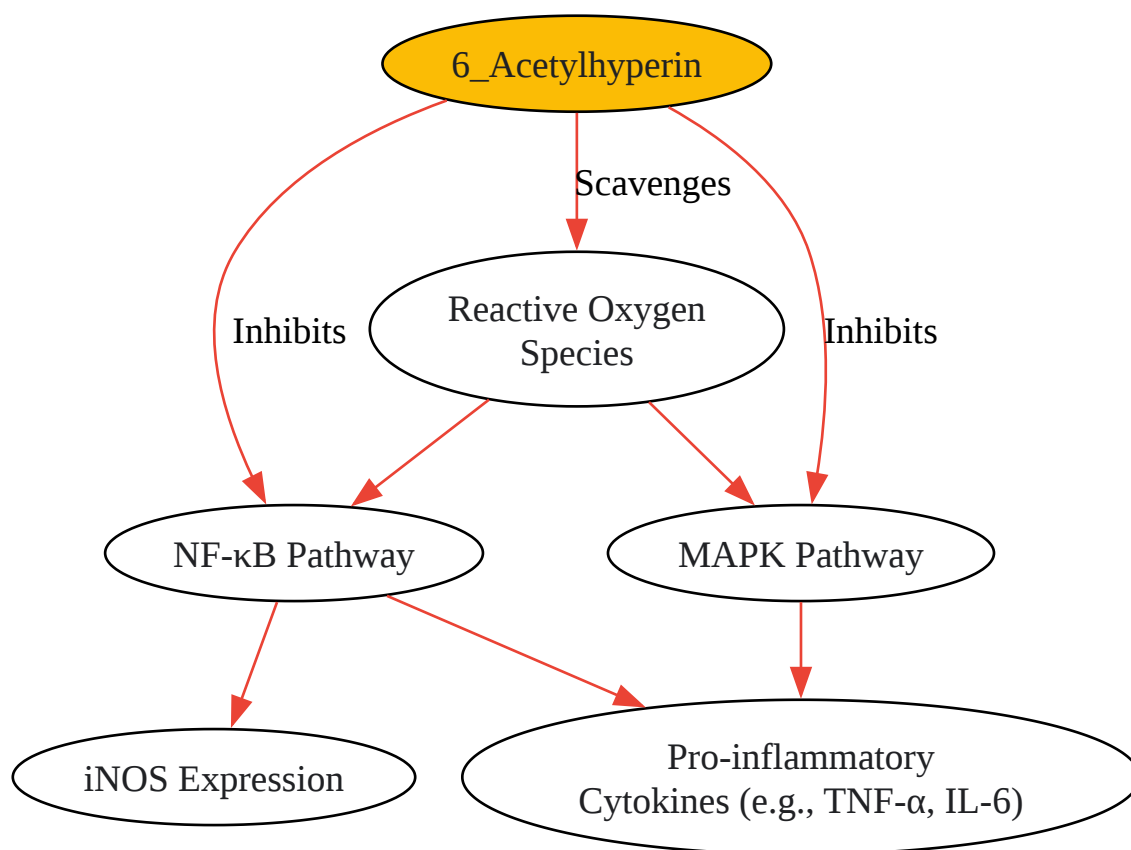 6_Acetylhyperin
Scavenges
Reactive Oxygen
Species
Inhibits
Inhibits
NF-κB Pathway
MAPK Pathway
iNOS Expression
Pro-inflammatory
Cytokines (e.g., TNF-α, IL-6)